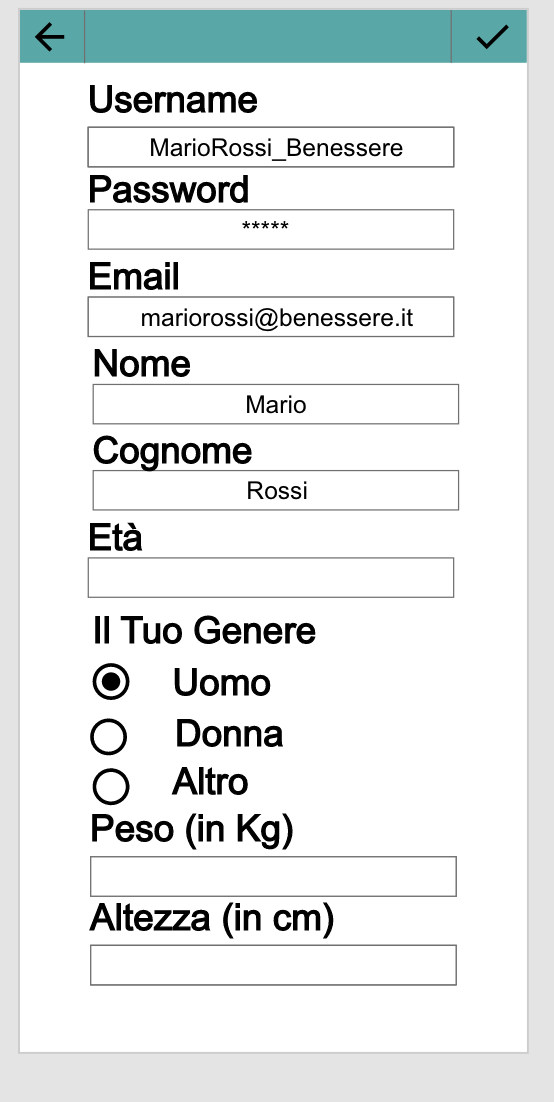 Username
MarioRossi_Benessere
Password
*****
Email
mariorossi@benessere.it
Nome
Mario
Cognome
Rossi
Età
Il Tuo Genere
Uomo
Donna
Altro
Peso (in Kg)
Altezza (in cm)